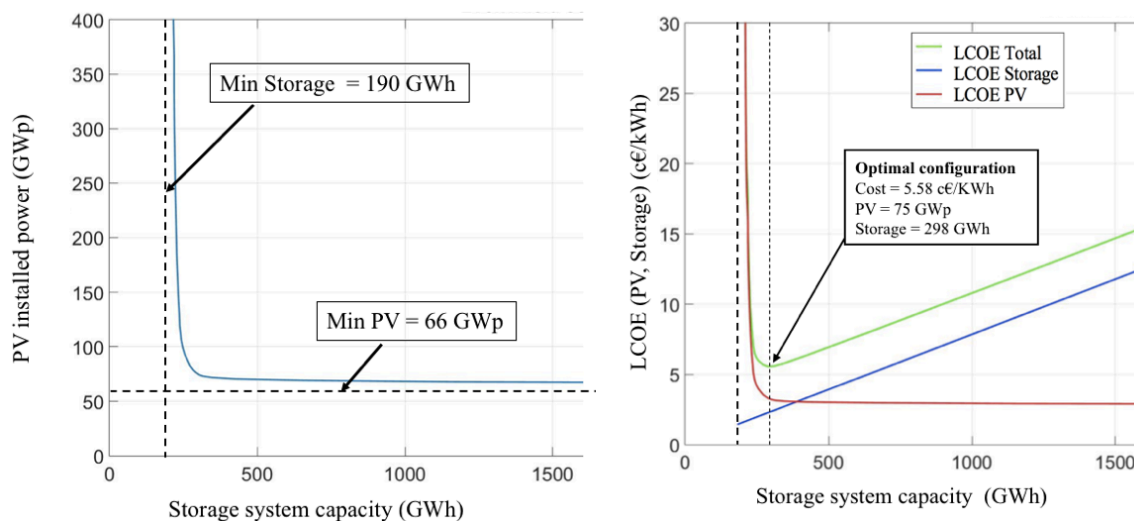 400
350
300
250
200
150
100
50
0
PV installed power (GWp)
Min Storage = 190 GWh
Min PV = 66 GWp
0
500
1000
1500
Storage system capacity (GWh)
30
25
20
15
10
5
0
LCOE (PV, Storage) (c€/kWh)
LCOE Total
LCOE Storage
LCOE PV
Optimal configuration
Cost = 5.58 c€/KWh
PV = 75 GWp
Storage = 298 GWh
0
500
1000
1500
Storage system capacity (GWh)